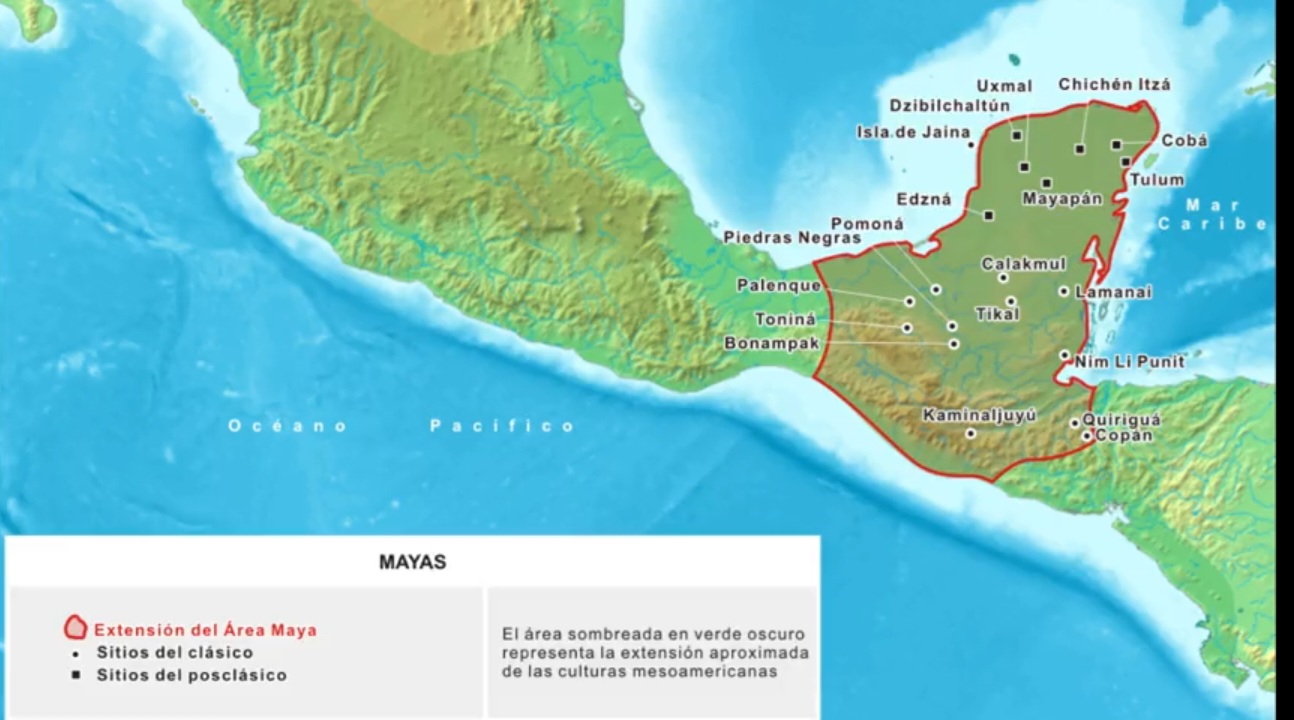 Uxmal
Chichén Itzá
Dzibilchaltún
Isla de Jaina
Cobá
Tulum
Edzná
Mayapán
Mar
Caribe
Pomoná
Piedras Negras
Calakmul
Palenque
Lamanai
Tikal
Toniná
Bonampak
Nim Li Punit
Kaminaljuyú
Quiriguá
Copán
Océano Pacífico
MAYAS
Extensión del Área Maya
Sitios del clásico
Sitios del posclásico
El área sombreada en verde oscuro
representa la extensión aproximada
de las culturas mesoamericanas